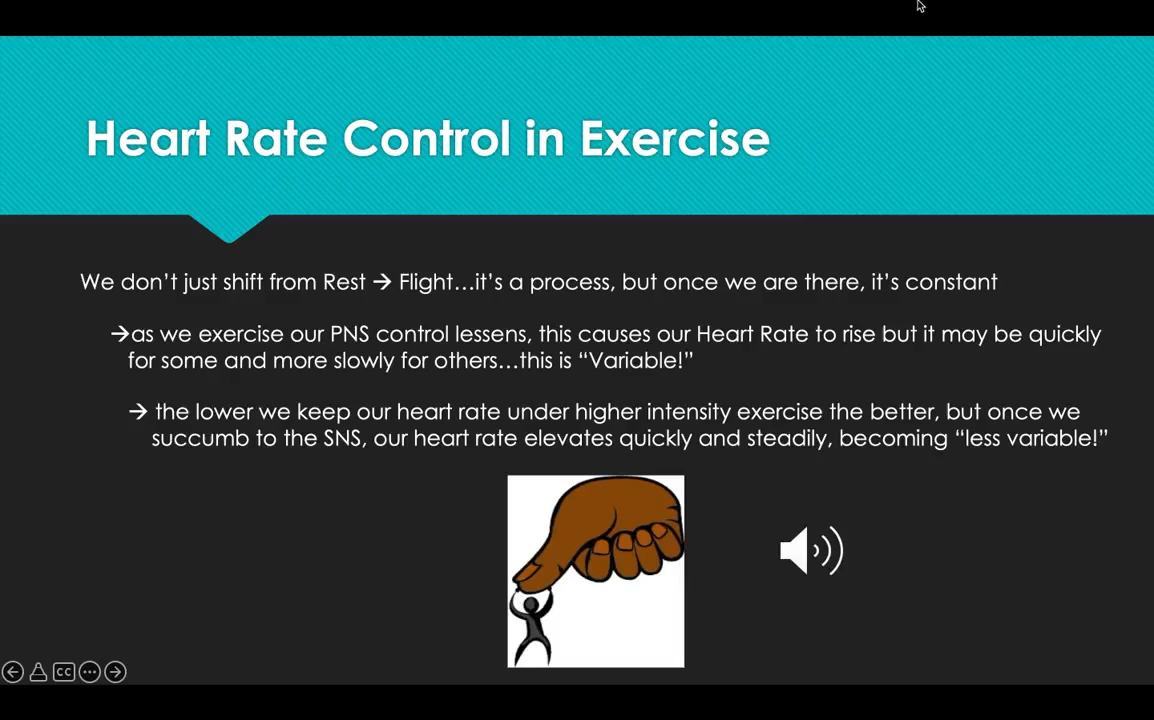 Heart Rate Control in Exercise
We don’t just shift from Rest → Flight…it’s a process, but once we are there, it’s constant
→as we exercise our PNS control lessens, this causes our Heart Rate to rise but it may be quickly
for some and more slowly for others…this is “Variable!”
→ the lower we keep our heart rate under higher intensity exercise the better, but once we
succumb to the SNS, our heart rate elevates quickly and steadily, becoming “less variable!”
CC